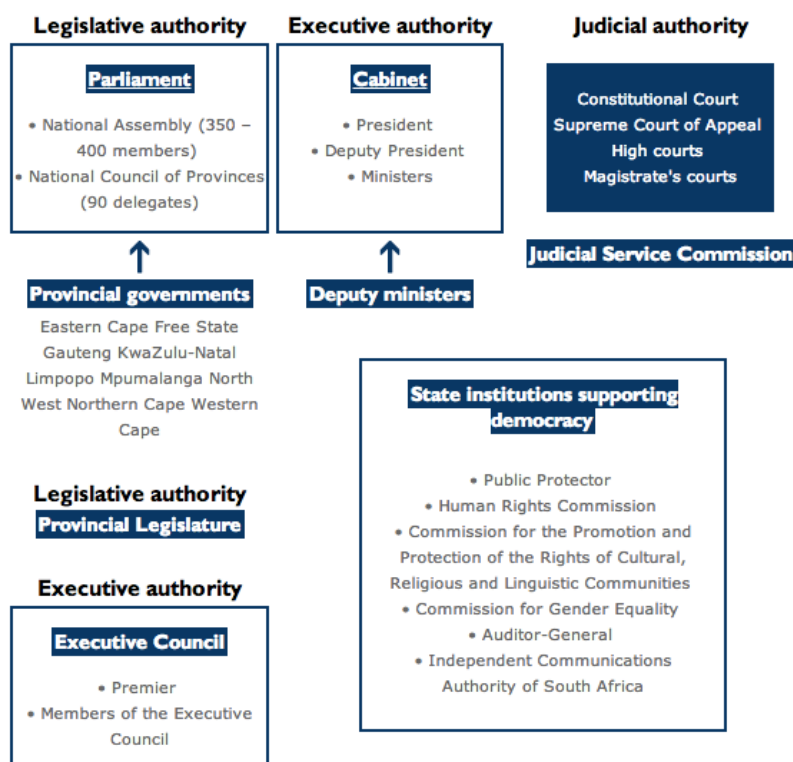 Legislative authority
Parliament
• National Assembly (350 –
400 members)
• National Council of Provinces
(90 delegates)
↑
Provincial governments
Eastern Cape Free State
Gauteng KwaZulu-Natal
Limpopo Mpumalanga North
West Northern Cape Western
Cape
Legislative authority
Provincial Legislature
Executive authority
Executive Council
• Premier
• Members of the Executive
Council
Executive authority
Cabinet
• President
• Deputy President
• Ministers
↑
Deputy ministers
Judicial authority
Constitutional Court
Supreme Court of Appeal
High courts
Magistrate's courts
Judicial Service Commission
State institutions supporting
democracy
• Public Protector
• Human Rights Commission
• Commission for the Promotion and
Protection of the Rights of Cultural,
Religious and Linguistic Communities
• Commission for Gender Equality
• Auditor-General
• Independent Communications
Authority of South Africa